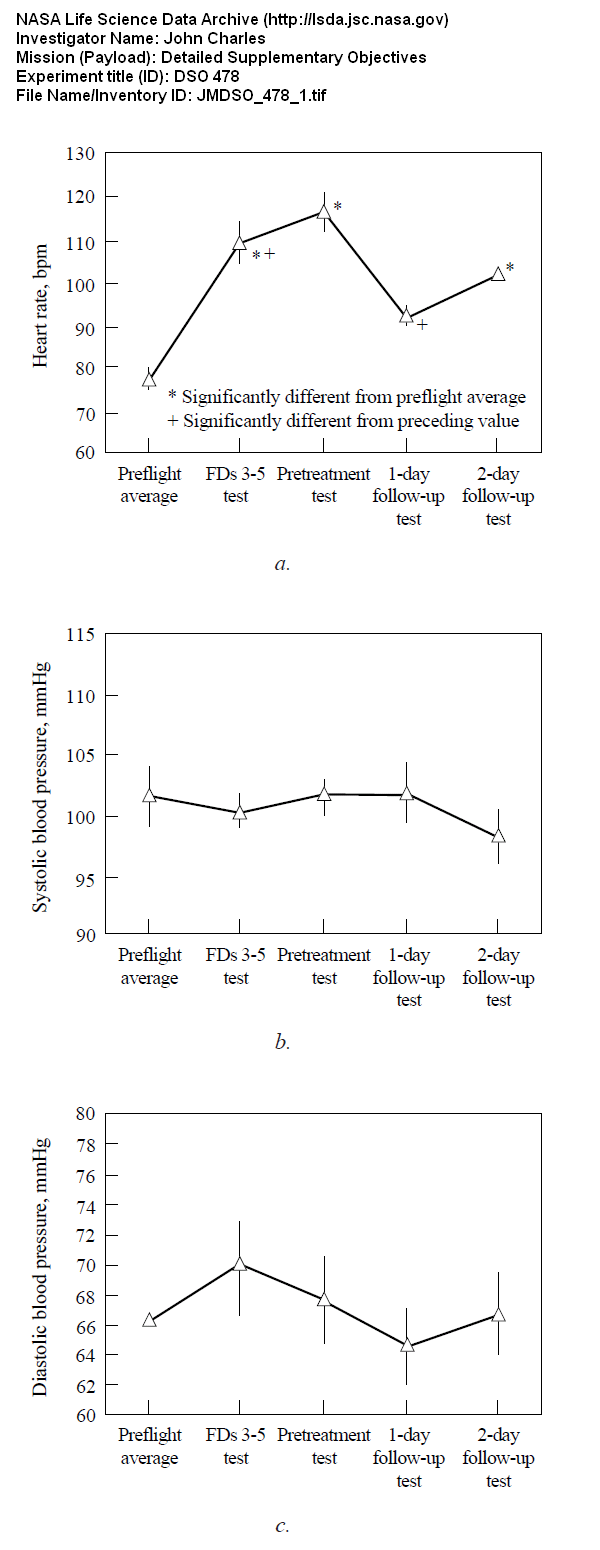 NASA Life Science Data Archive (http://lsda.jsc.nasa.gov)
Investigator Name: John Charles
Mission (Payload): Detailed Supplementary Objectives
Experiment title (ID): DSO 478
File Name/Inventory ID: JMDSO_478_1.tif
Heart rate, bpm
130
120
110
100
90
80
70
60
*
* +
+
*
* Significantly different from preflight average
+ Significantly different from preceding value
Preflight average
FDs 3-5 test
Pretreatment test
1-day follow-up test
2-day follow-up test
a.
Systolic blood pressure, mmHg
115
110
105
100
95
90
Preflight average
FDs 3-5 test
Pretreatment test
1-day follow-up test
2-day follow-up test
b.
Diastolic blood pressure, mmHg
80
78
76
74
72
70
68
66
64
62
60
Preflight average
FDs 3-5 test
Pretreatment test
1-day follow-up test
2-day follow-up test
c.